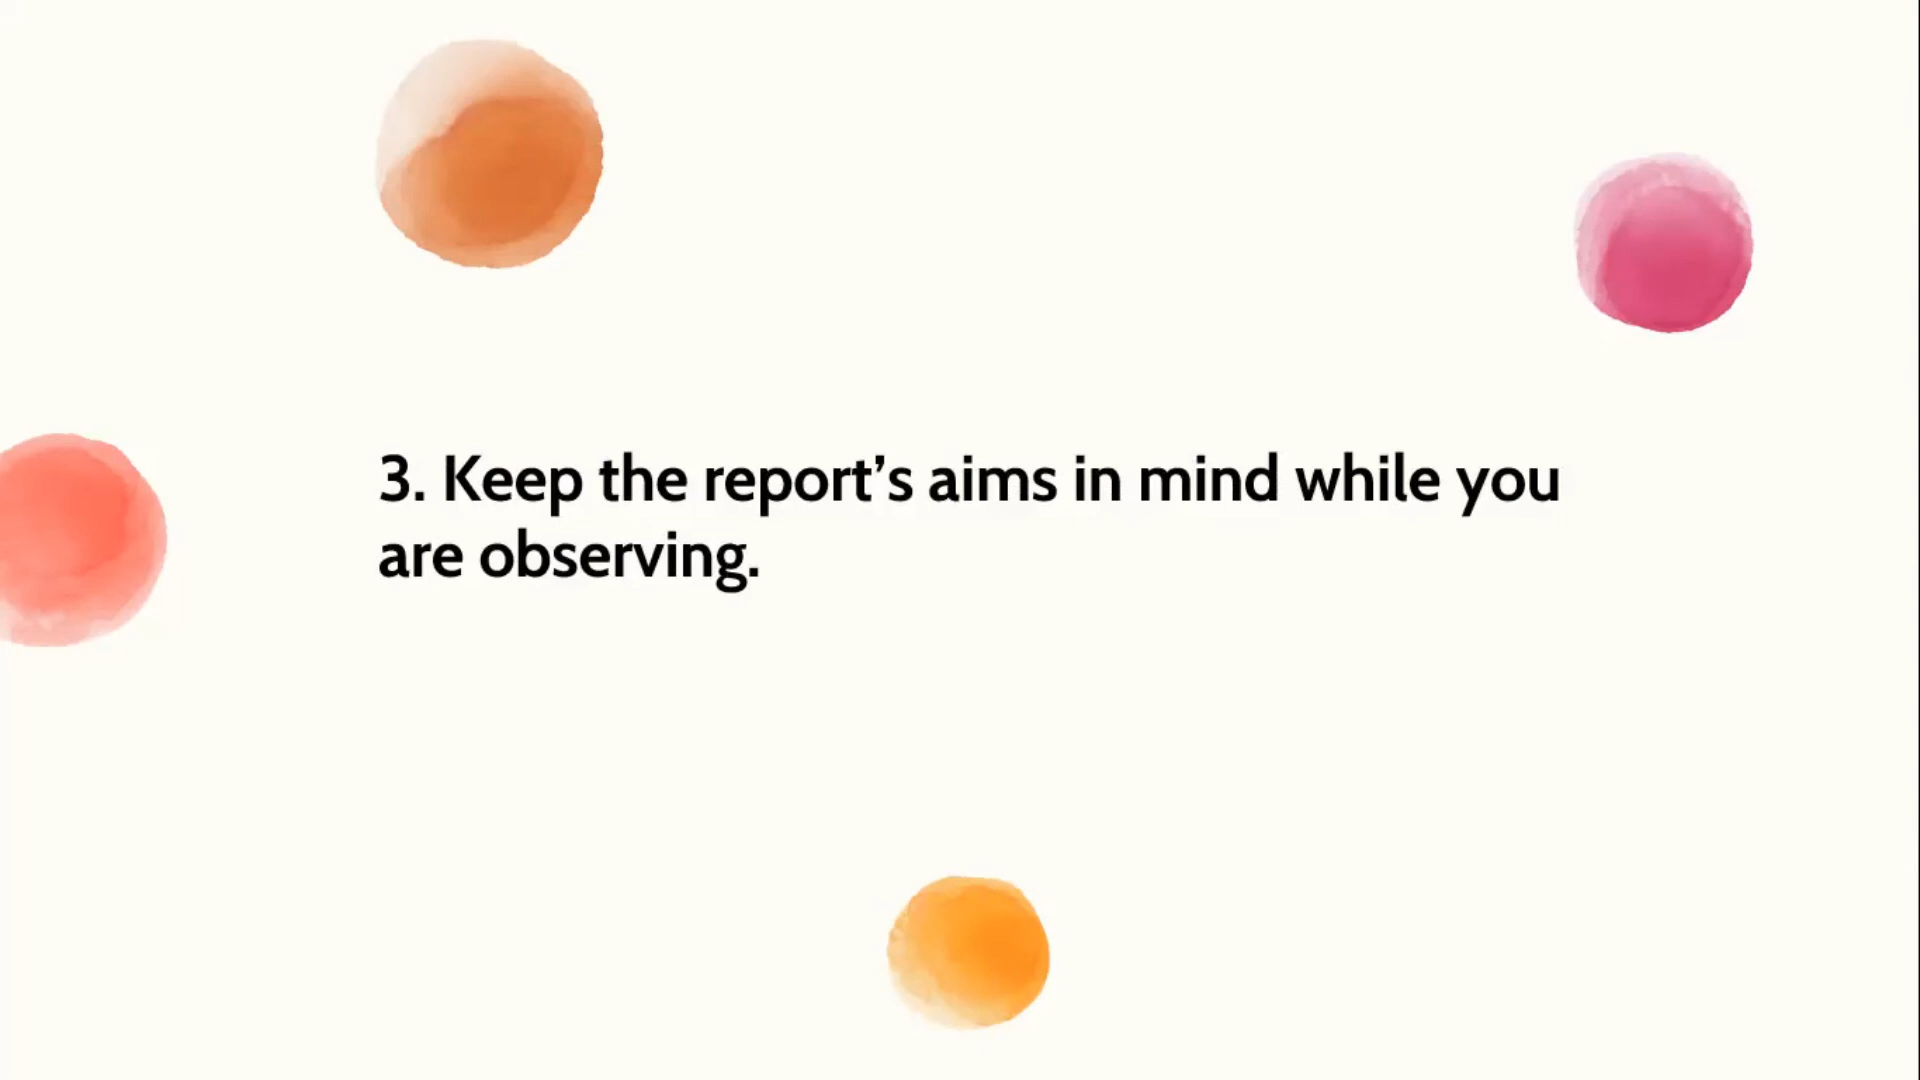 3. Keep the report’s aims in mind while you
are observing.